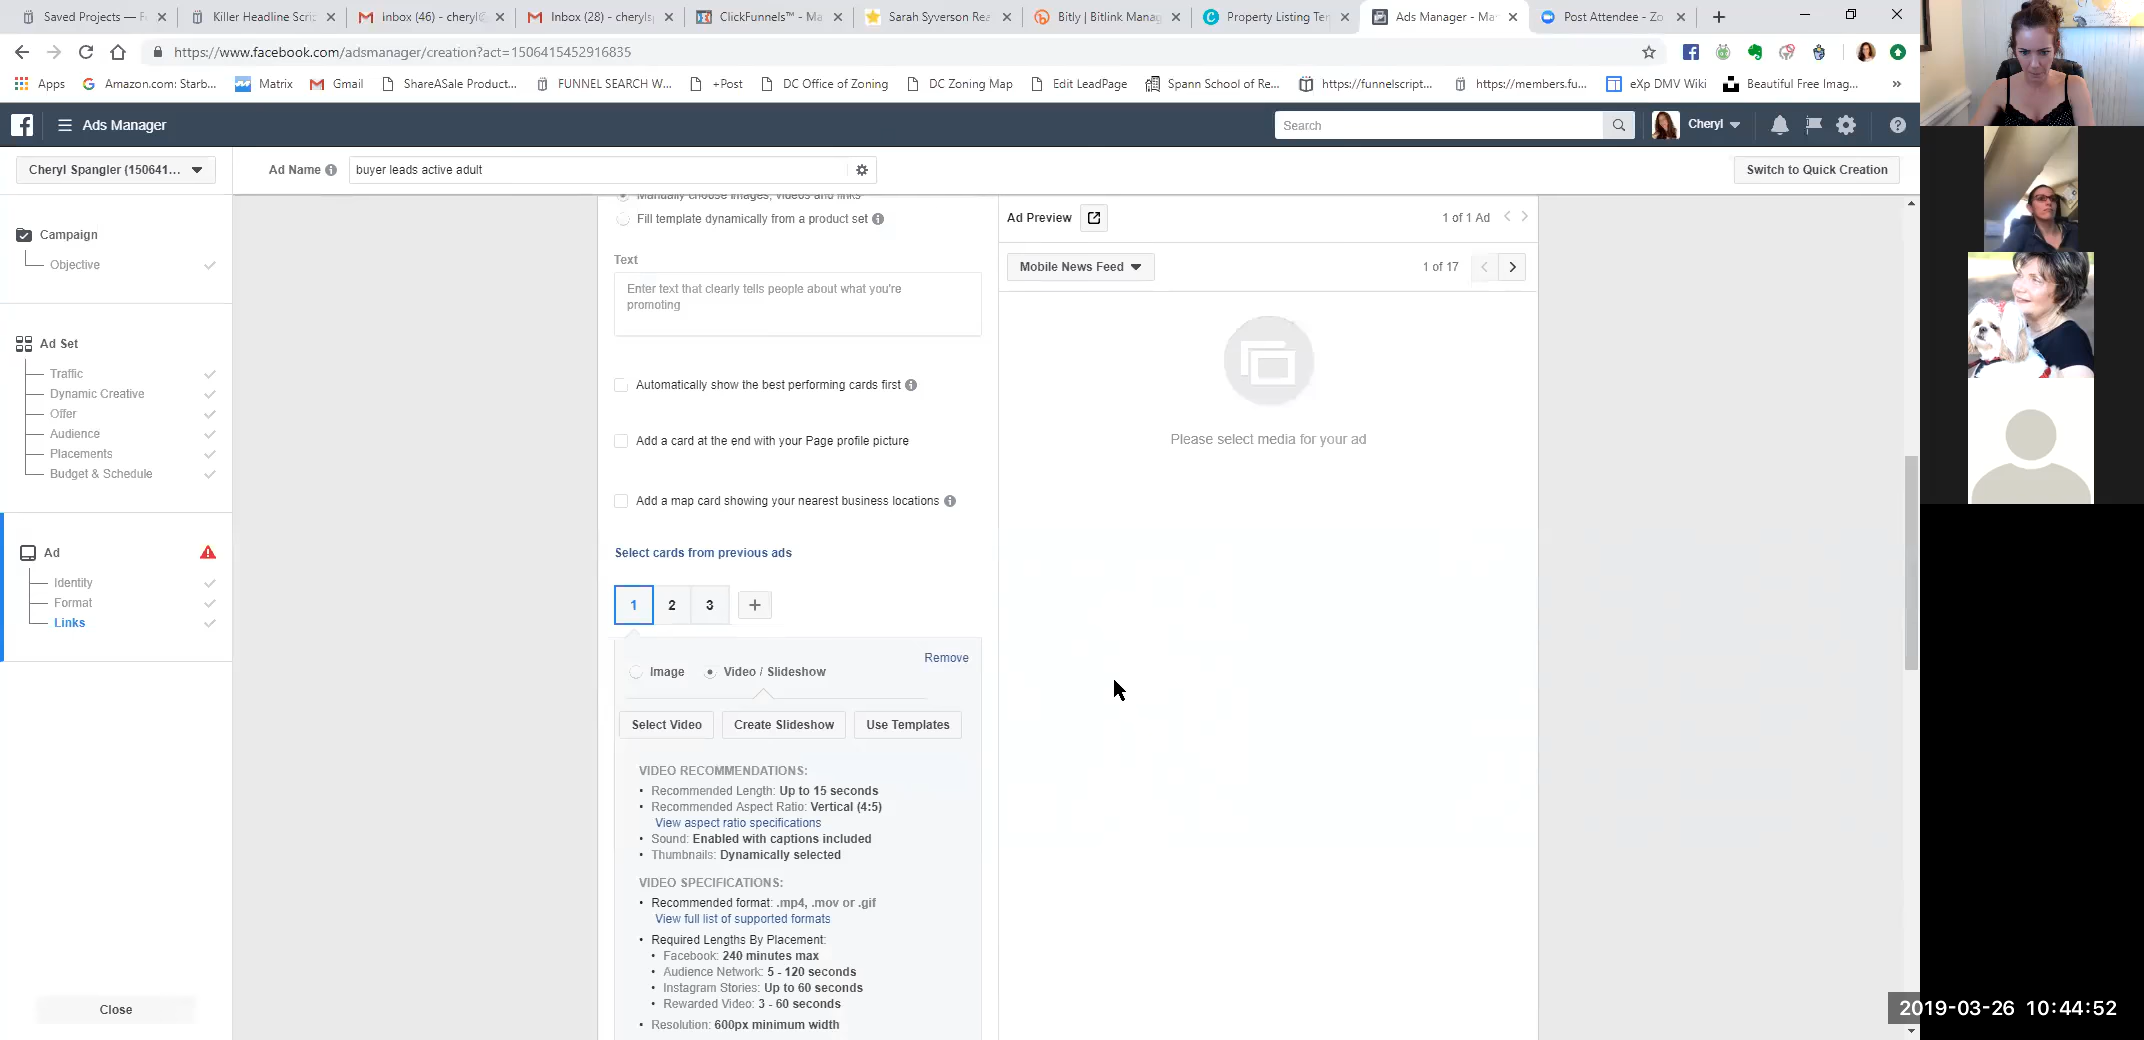 Saved Projects — F
Killer Headline Scrip
Inbox (46) - cheryl@
Inbox (28) - cherylsp
ClickFunnels™ - Ma
Sarah Syverson Rea
Bitly | Bitlink Manag
Property Listing Ter
Ads Manager - Ma
Post Attendee - Zo
https://www.facebook.com/adsmanager/creation?act=1506415452916835
Apps
Amazon.com: Starb...
Matrix
Gmail
ShareASale Product...
FUNNEL SEARCH W...
+Post
DC Office of Zoning
DC Zoning Map
Edit LeadPage
Spann School of Re...
https://funnelscript...
https://members.fu...
eXp DMV Wiki
Beautiful Free Imag...
Ads Manager
Search
Cheryl
Cheryl Spangler (150641...
Ad Name
buyer leads active adult
Switch to Quick Creation
Campaign
Objective
Ad Set
Traffic
Dynamic Creative
Offer
Audience
Placements
Budget & Schedule
Ad
Identity
Format
Links
Close
Manually choose images, videos and links
Fill template dynamically from a product set
Text
Enter text that clearly tells people about what you're
promoting
Automatically show the best performing cards first
Add a card at the end with your Page profile picture
Add a map card showing your nearest business locations
Select cards from previous ads
1 2 3 +
Remove
Image
Video / Slideshow
Select Video
Create Slideshow
Use Templates
VIDEO RECOMMENDATIONS:
• Recommended Length: Up to 15 seconds
• Recommended Aspect Ratio: Vertical (4:5)
View aspect ratio specifications
• Sound: Enabled with captions included
• Thumbnails: Dynamically selected
VIDEO SPECIFICATIONS:
• Recommended format: .mp4, .mov or .gif
View full list of supported formats
• Required Lengths By Placement:
• Facebook: 240 minutes max
• Audience Network: 5 - 120 seconds
• Instagram Stories: Up to 60 seconds
• Rewarded Video: 3 - 60 seconds
• Resolution: 600px minimum width
Ad Preview
1 of 1 Ad
Mobile News Feed
1 of 17
Please select media for your ad
2019-03-26 10:44:52